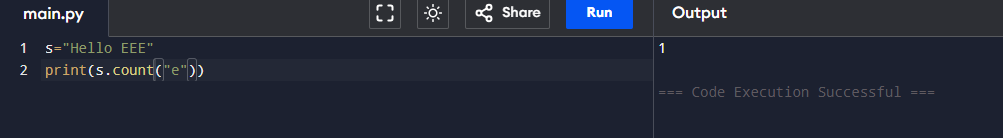 main.py Share Run Output
1 s="Hello EEE" 1
2 print(s.count("e"))
=== Code Execution Successful ===